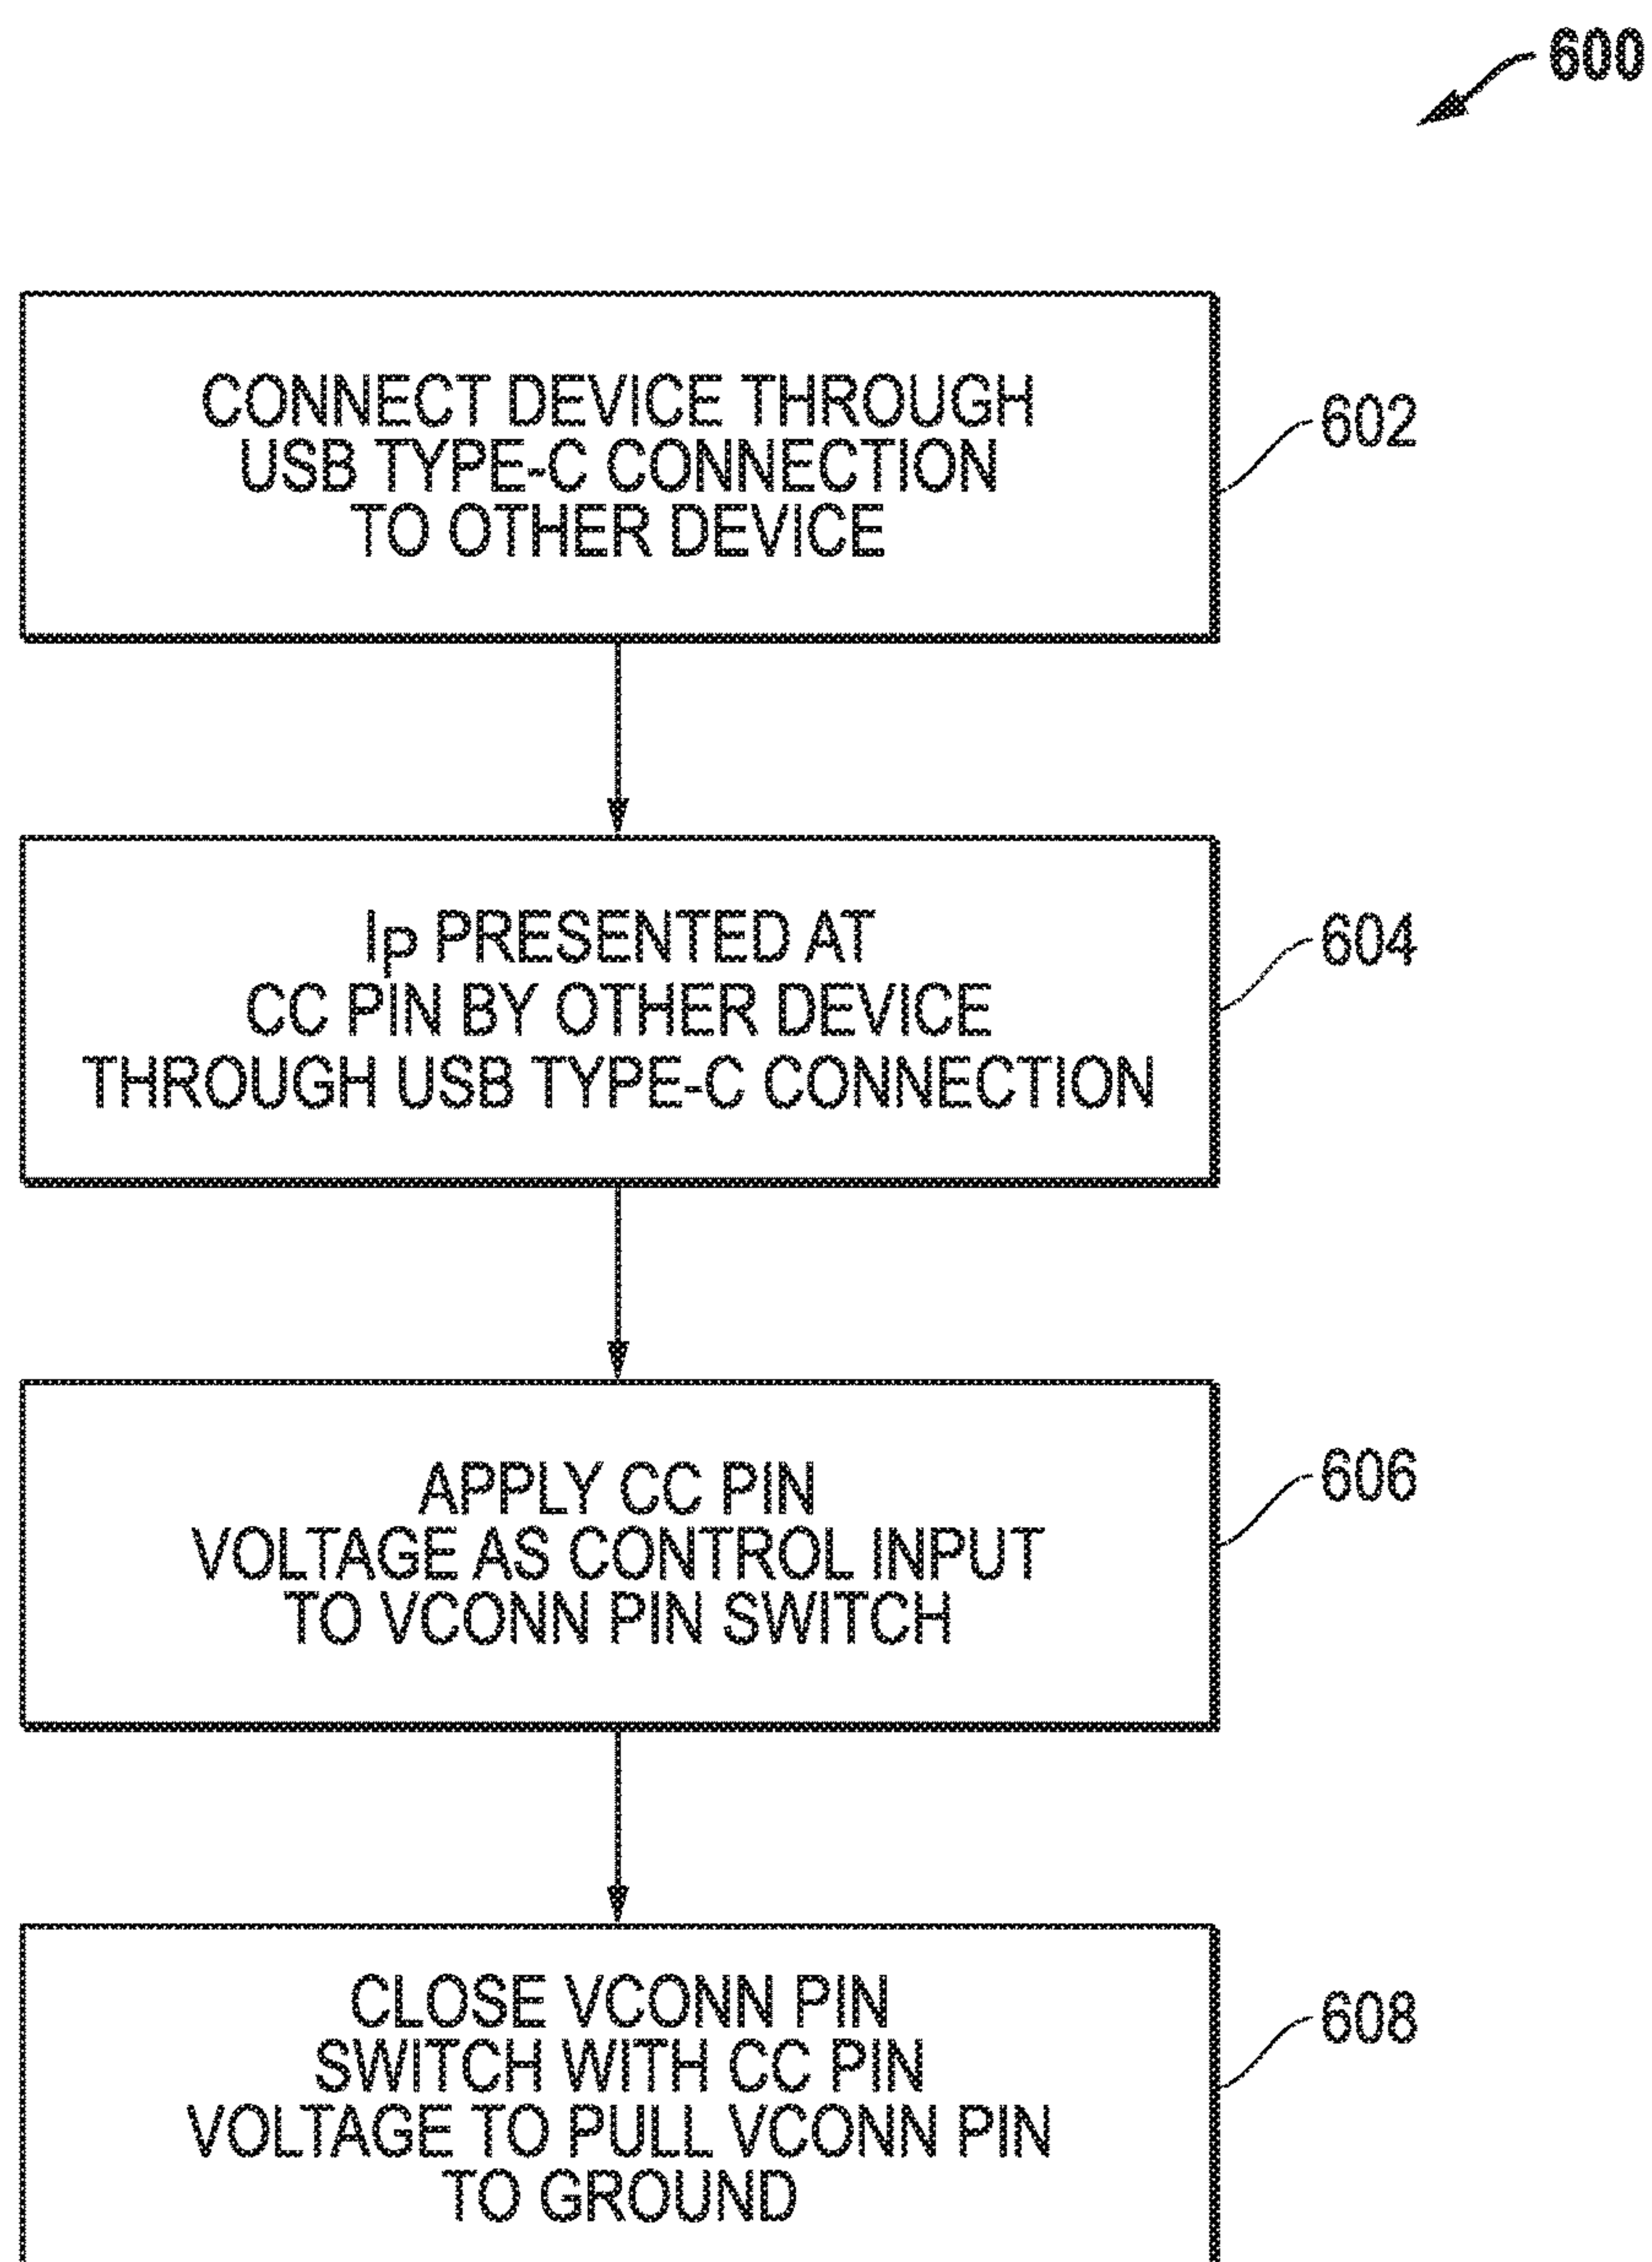 600
CONNECT DEVICE THROUGH
USB TYPE-C CONNECTION
TO OTHER DEVICE
602
IP PRESENTED AT
CC PIN BY OTHER DEVICE
THROUGH USB TYPE-C CONNECTION
604
APPLY CC PIN
VOLTAGE AS CONTROL INPUT
TO VCONN PIN SWITCH
606
CLOSE VCONN PIN
SWITCH WITH CC PIN
VOLTAGE TO PULL VCONN PIN
TO GROUND
608